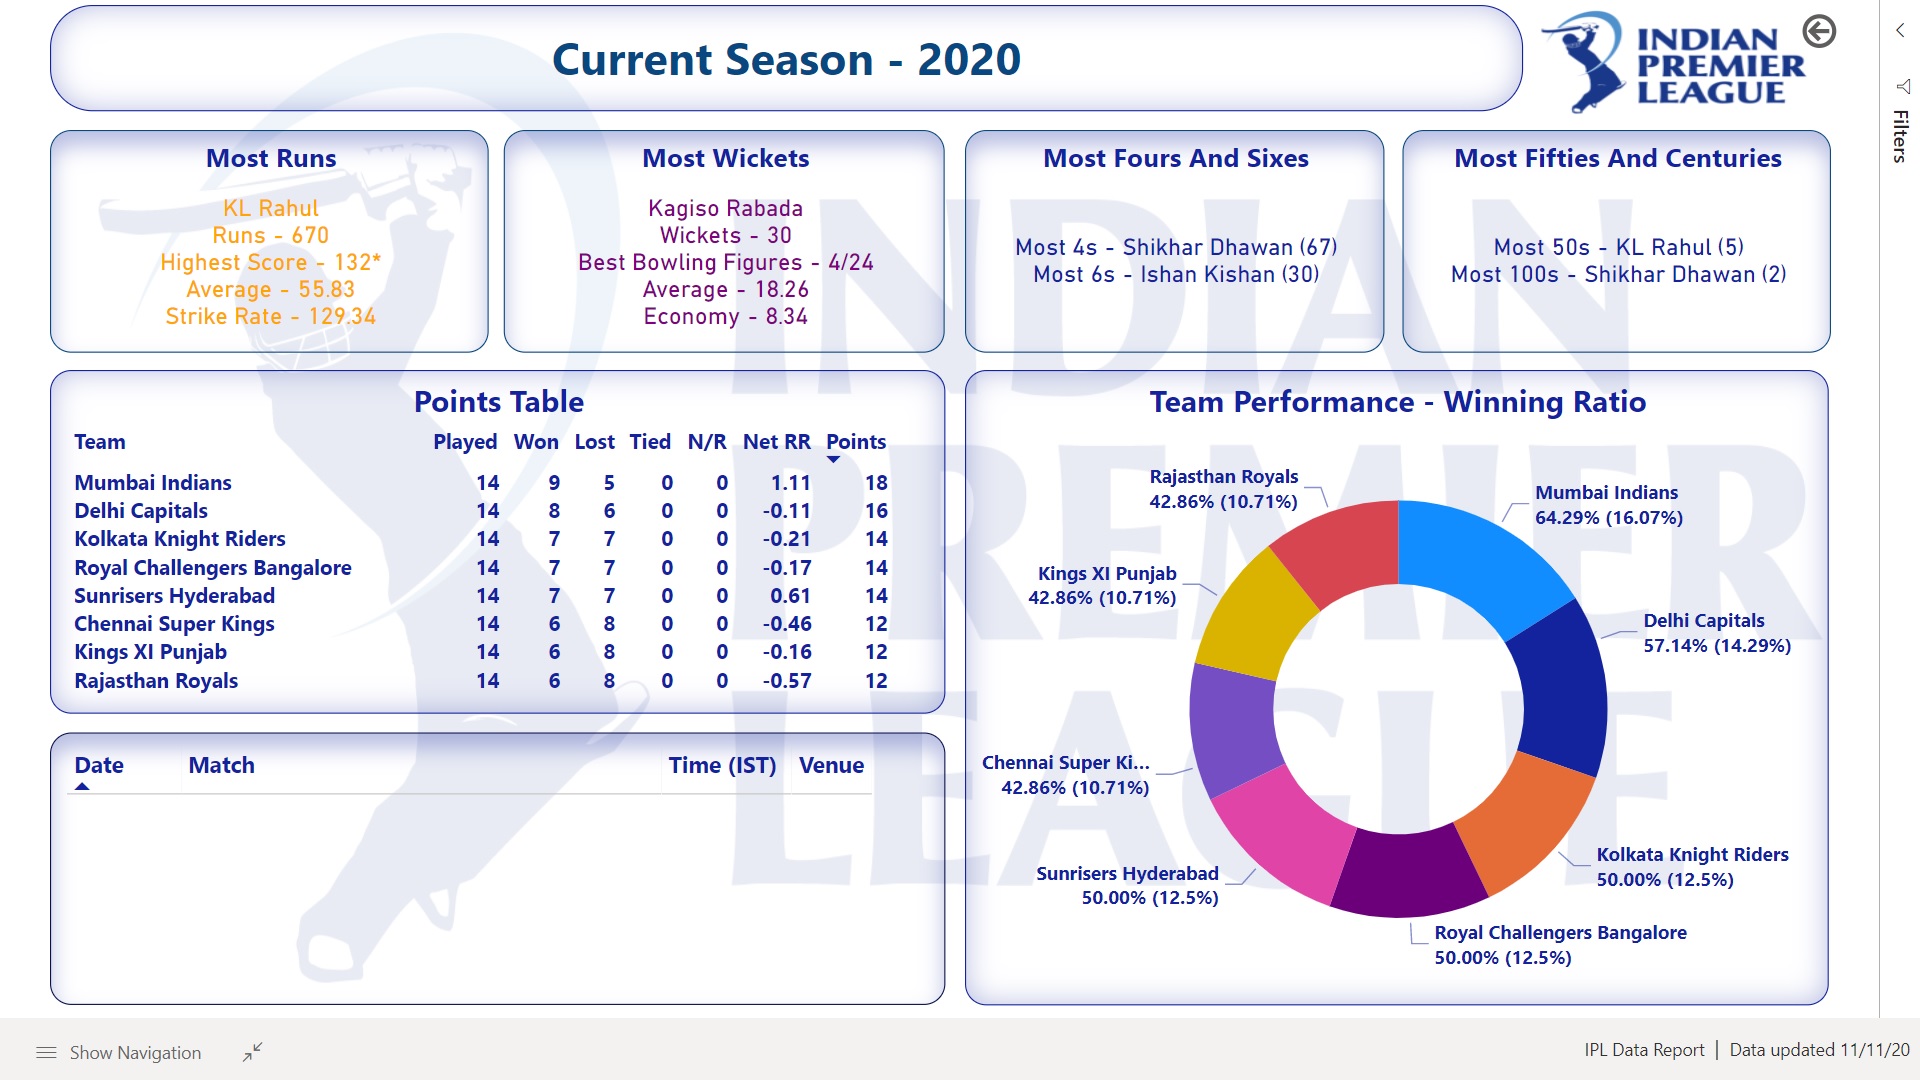 Current Season - 2020
INDIAN
PREMIER
LEAGUE
Filters
Most Runs
KL Rahul
Runs - 670
Highest Score - 132*
Average - 55.83
Strike Rate - 129.34
Most Wickets
Kagiso Rabada
Wickets - 30
Best Bowling Figures - 4/24
Average - 18.26
Economy - 8.34
Most Fours And Sixes
Most 4s - Shikhar Dhawan (67)
Most 6s - Ishan Kishan (30)
Most Fifties And Centuries
Most 50s - KL Rahul (5)
Most 100s - Shikhar Dhawan (2)
Points Table
Team Played Won Lost Tied N/R Net RR Points
Mumbai Indians 14 9 5 0 0 1.11 18
Delhi Capitals 14 8 6 0 0 -0.11 16
Kolkata Knight Riders 14 7 7 0 0 -0.21 14
Royal Challengers Bangalore 14 7 7 0 0 -0.17 14
Sunrisers Hyderabad 14 7 7 0 0 0.61 14
Chennai Super Kings 14 6 8 0 0 -0.46 12
Kings XI Punjab 14 6 8 0 0 -0.16 12
Rajasthan Royals 14 6 8 0 0 -0.57 12
Date Match Time (IST) Venue
Team Performance - Winning Ratio
Rajasthan Royals
42.86% (10.71%)
Mumbai Indians
64.29% (16.07%)
Kings XI Punjab
42.86% (10.71%)
Delhi Capitals
57.14% (14.29%)
Chennai Super Ki...
42.86% (10.71%)
Kolkata Knight Riders
50.00% (12.5%)
Sunrisers Hyderabad
50.00% (12.5%)
Royal Challengers Bangalore
50.00% (12.5%)
INDIAN
PREMIER
LEAGUE
Show Navigation
IPL Data Report | Data updated 11/11/20